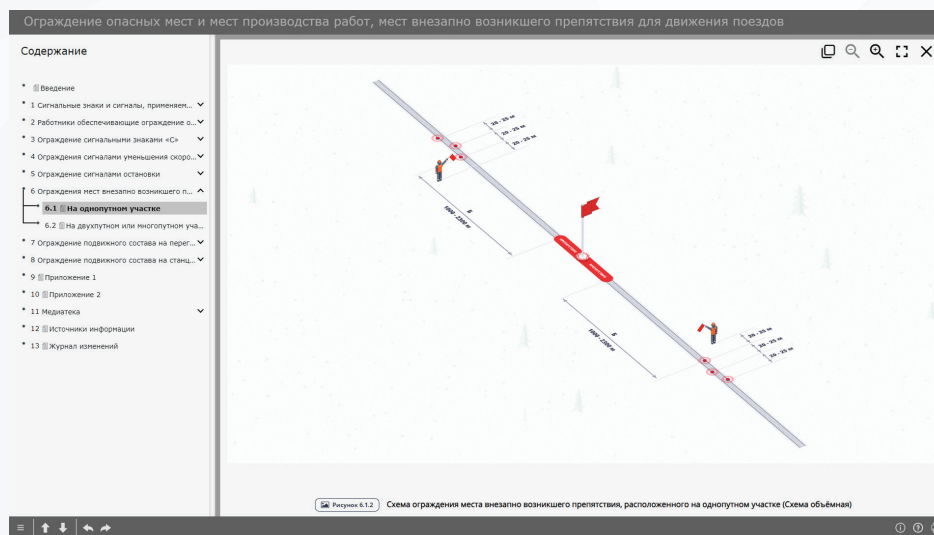 Ограждение опасных мест и мест производства работ, мест внезапно возникшего препятствия для движения поездов
Содержание
Введение
1 Сигнальные знаки и сигналы, применяем...
2 Работники обеспечивающие ограждение о...
3 Ограждение сигнальными знаками «С»
4 Ограждения сигналами уменьшения скоро...
5 Ограждение сигналами остановки
6 Ограждения мест внезапно возникшего п...
6.1 На однопутном участке
6.2 На двухпутном или многопутном уча...
7 Ограждение подвижного состава на перег...
8 Ограждение подвижного состава на станц...
9 Приложение 1
10 Приложение 2
11 Медиатека
12 Источники информации
13 Журнал изменений
20 - 25 м
20 - 25 м
20 - 25 м
Б
1000 - 2300 м
Б
1000 - 2300 м
20 - 25 м
20 - 25 м
20 - 25 м
Рисунок 6.1.2 Схема ограждения места внезапно возникшего препятствия, расположенного на однопутном участке (Схема объёмная)